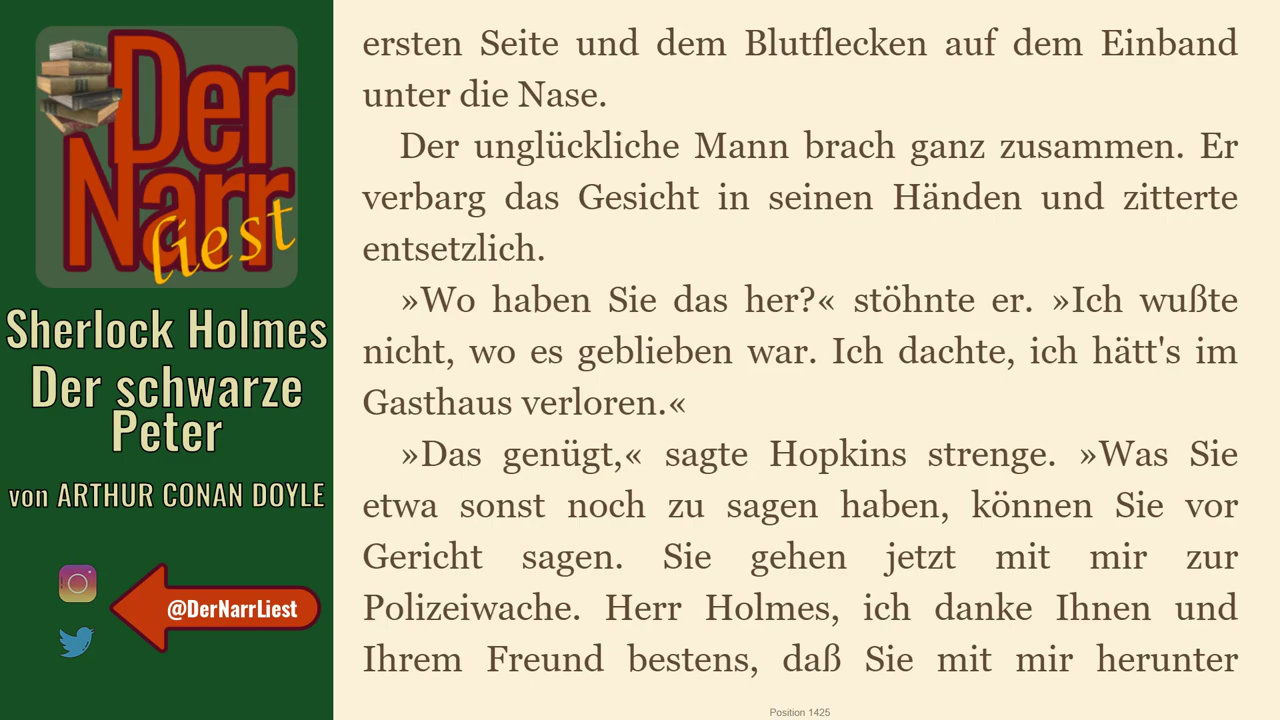 Der
Narr
liest
Sherlock Holmes
Der schwarze
Peter
von ARTHUR CONAN DOYLE
@DerNarrLiest
ersten Seite und dem Blutflecken auf dem Einband
unter die Nase.
Der unglückliche Mann brach ganz zusammen. Er
verbarg das Gesicht in seinen Händen und zitterte
entsetzlich.
»Wo haben Sie das her?« stöhnte er. »Ich wußte
nicht, wo es geblieben war. Ich dachte, ich hätt's im
Gasthaus verloren.«
»Das genügt,« sagte Hopkins strenge. »Was Sie
etwa sonst noch zu sagen haben, können Sie vor
Gericht sagen. Sie gehen jetzt mit mir zur
Polizeiwache. Herr Holmes, ich danke Ihnen und
Ihrem Freund bestens, daß Sie mit mir herunter
Position 1425